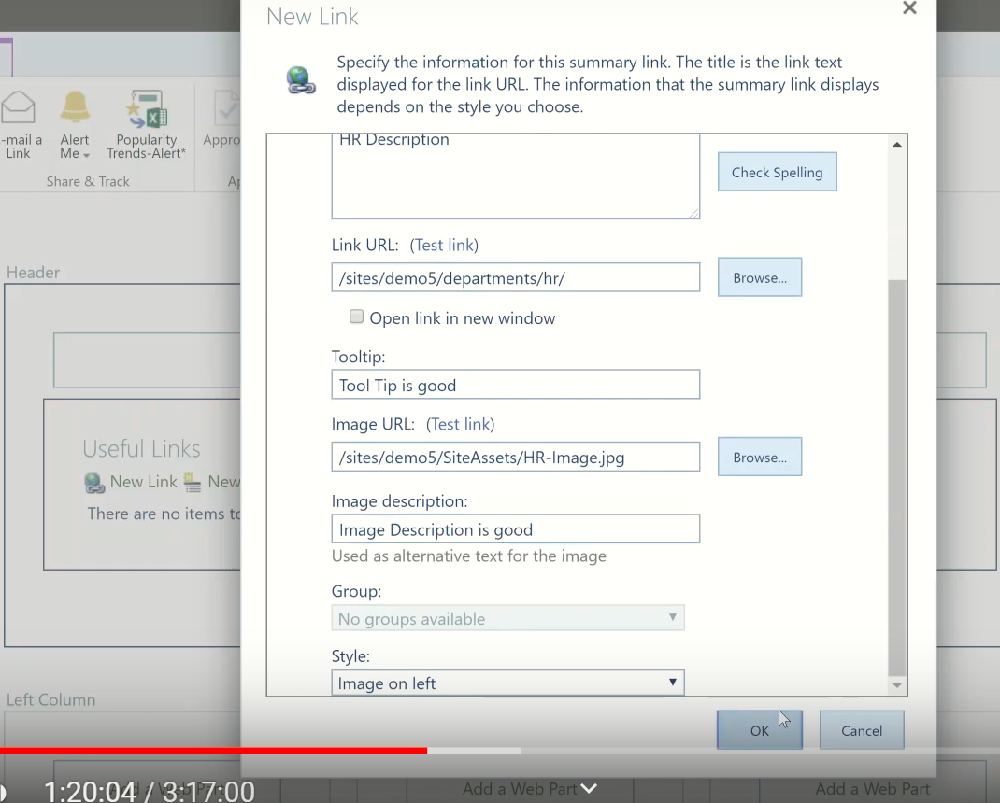 New Link
Specify the information for this summary link. The title is the link text
displayed for the link URL. The information that the summary link displays
depends on the style you choose.
-mail a
Link
Alert
Me
Popularity
Trends-Alert*
Appro
Share & Track
Ap
HR Description
Check Spelling
Link URL: (Test link)
/sites/demo5/departments/hr/
Browse...
Open link in new window
Header
Tooltip:
Tool Tip is good
Image URL: (Test link)
/sites/demo5/SiteAssets/HR-Image.jpg
Browse...
Useful Links
New Link New
There are no items to
Image description:
Image Description is good
Used as alternative text for the image
Group:
No groups available
Style:
Image on left
Left Column
OK
Cancel
1:20:04 / 3:17:00
Add a Web Part
Add a Web Part
Add a Web Part